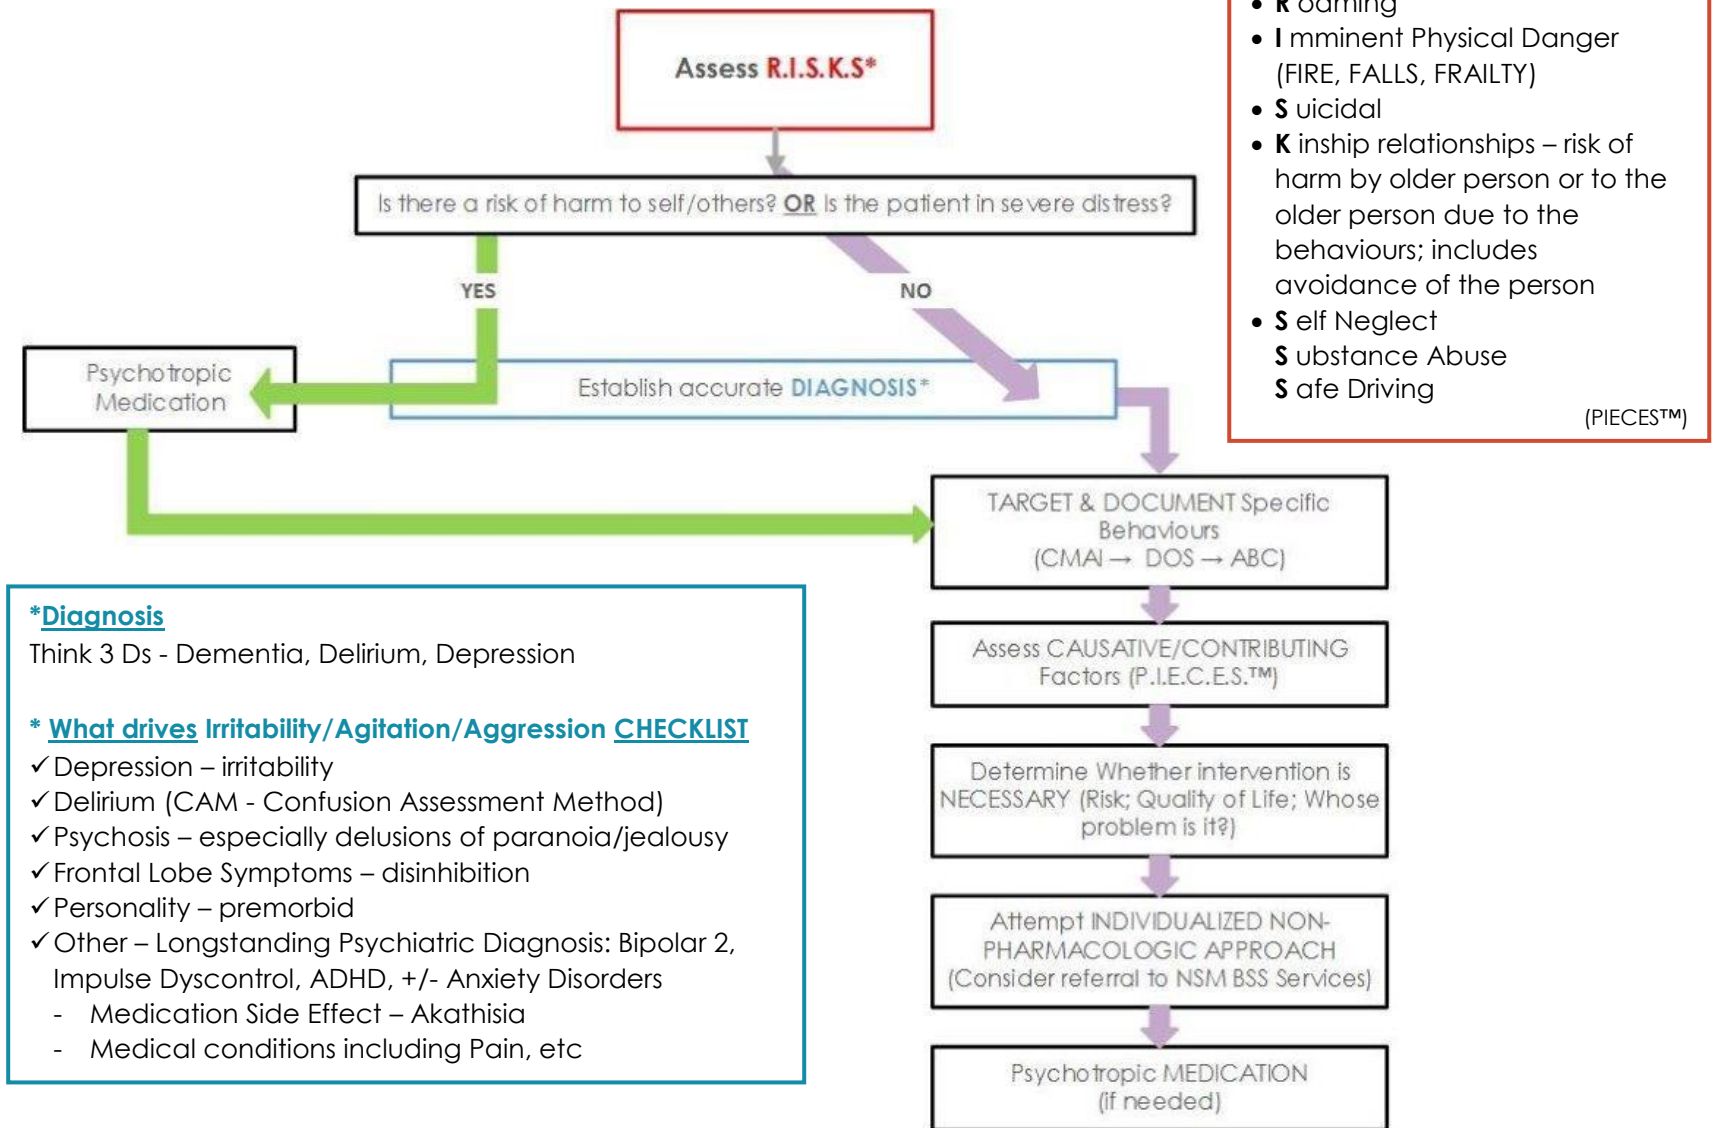 Assess R.I.S.K.S*
Is there a risk of harm to self/others? OR Is the patient in severe distress?
YES
NO
Psychotropic
Medication
Establish accurate DIAGNOSIS*
• R oaming
• I mminent Physical Danger
(FIRE, FALLS, FRAILTY)
• S uicidal
• K inship relationships – risk of
harm by older person or to the
older person due to the
behaviours; includes
avoidance of the person
• S elf Neglect
S ubstance Abuse
S afe Driving
(PIECES™)
TARGET & DOCUMENT Specific
Behaviours
(CMAI → DOS → ABC)
Assess CAUSATIVE/CONTRIBUTING
Factors (P.I.E.C.E.S.™)
Determine Whether intervention is
NECESSARY (Risk; Quality of Life; Whose
problem is it?)
Attempt INDIVIDUALIZED NON-
PHARMACOLOGIC APPROACH
(Consider referral to NSM BSS Services)
Psychotropic MEDICATION
(if needed)
*Diagnosis
Think 3 Ds - Dementia, Delirium, Depression
* What drives Irritability/Agitation/Aggression CHECKLIST
✓ Depression – irritability
✓ Delirium (CAM - Confusion Assessment Method)
✓ Psychosis – especially delusions of paranoia/jealousy
✓ Frontal Lobe Symptoms – disinhibition
✓ Personality – premorbid
✓ Other – Longstanding Psychiatric Diagnosis: Bipolar 2,
Impulse Dyscontrol, ADHD, +/- Anxiety Disorders
- Medication Side Effect – Akathisia
- Medical conditions including Pain, etc